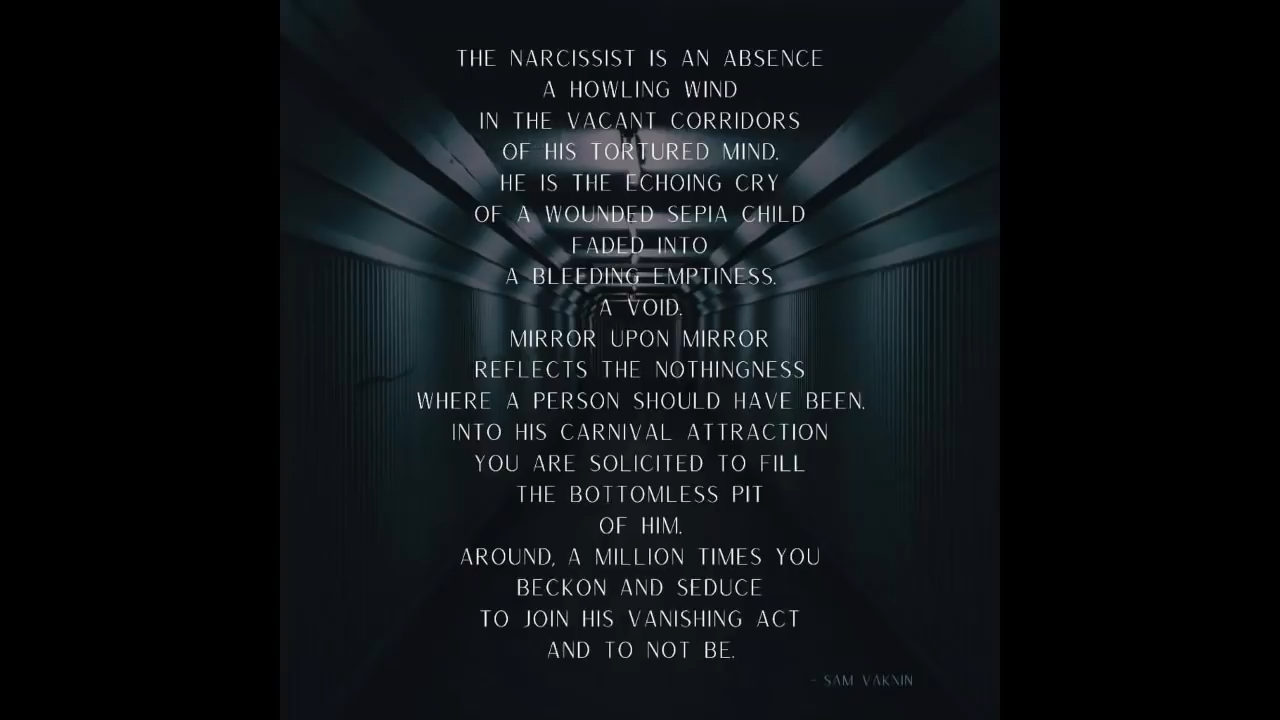 THE NARCISSIST IS AN ABSENCE
A HOWLING WIND
IN THE VACANT CORRIDORS
OF HIS TORTURED MIND.
HE IS THE ECHOING CRY
OF A WOUNDED SEPIA CHILD
FADED INTO
A BLEEDING EMPTINESS.
A VOID.
MIRROR UPON MIRROR
REFLECTS THE NOTHINGNESS
WHERE A PERSON SHOULD HAVE BEEN.
INTO HIS CARNIVAL ATTRACTION
YOU ARE SOLICITED TO FILL
THE BOTTOMLESS PIT
OF HIM.
AROUND, A MILLION TIMES YOU
BECKON AND SEDUCE
TO JOIN HIS VANISHING ACT
AND TO NOT BE.
- SAM VAKNIN